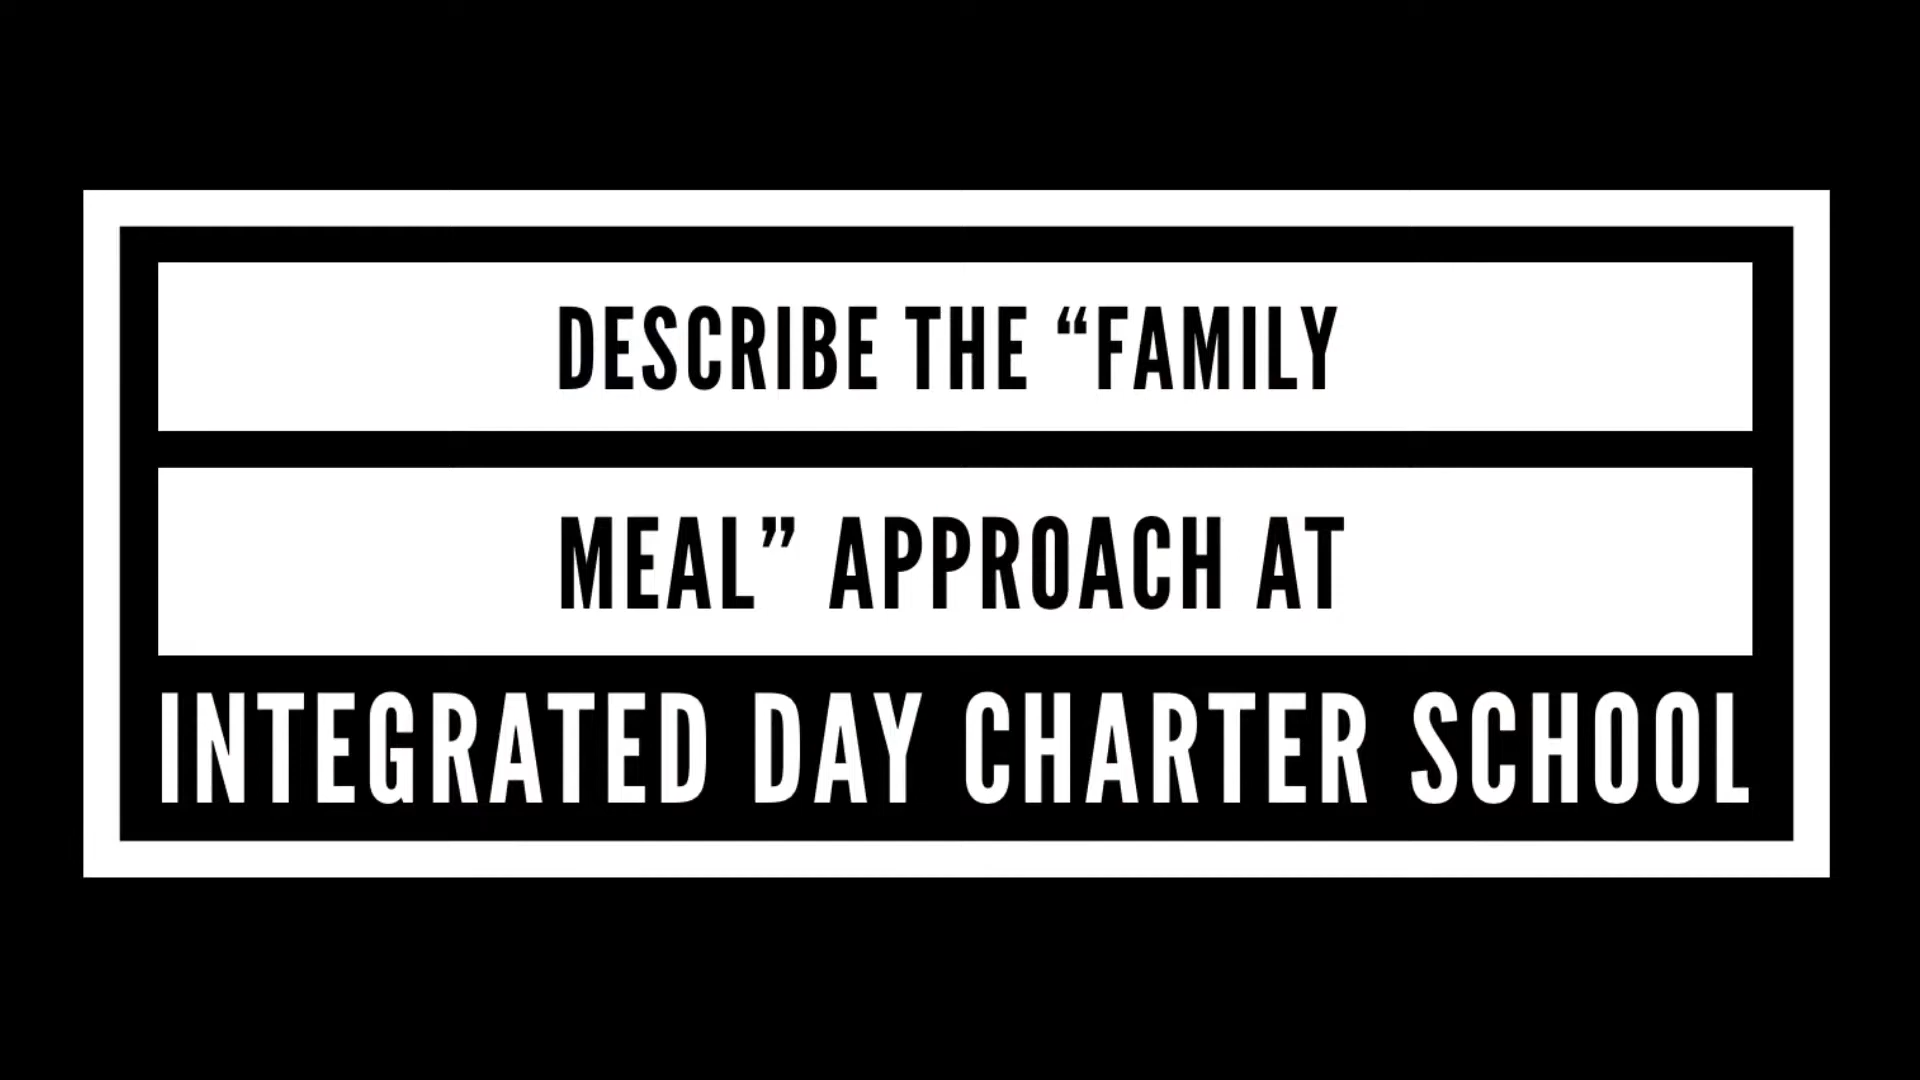 DESCRIBE THE “FAMILY
MEAL” APPROACH AT
INTEGRATED DAY CHARTER SCHOOL